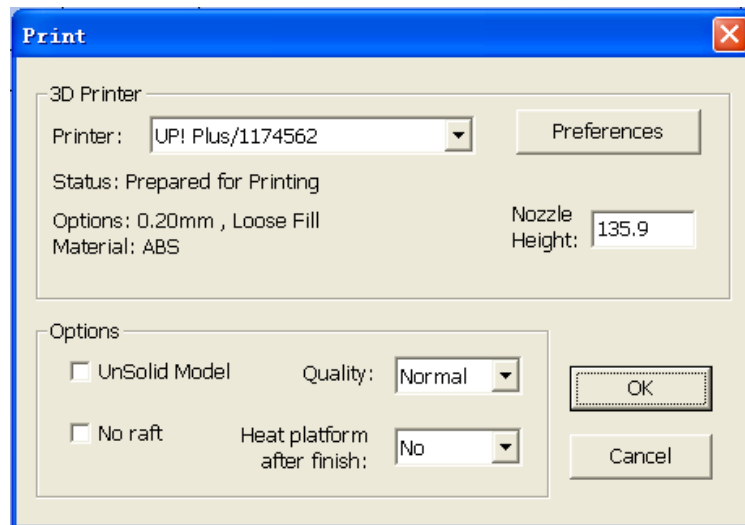 Print
3D Printer
Printer: UP! Plus/1174562
Preferences
Status: Prepared for Printing
Options: 0.20mm , Loose Fill
Material: ABS
Nozzle
Height: 135.9
Options
UnSolid Model
Quality: Normal
OK
No raft
Heat platform
after finish: No
Cancel